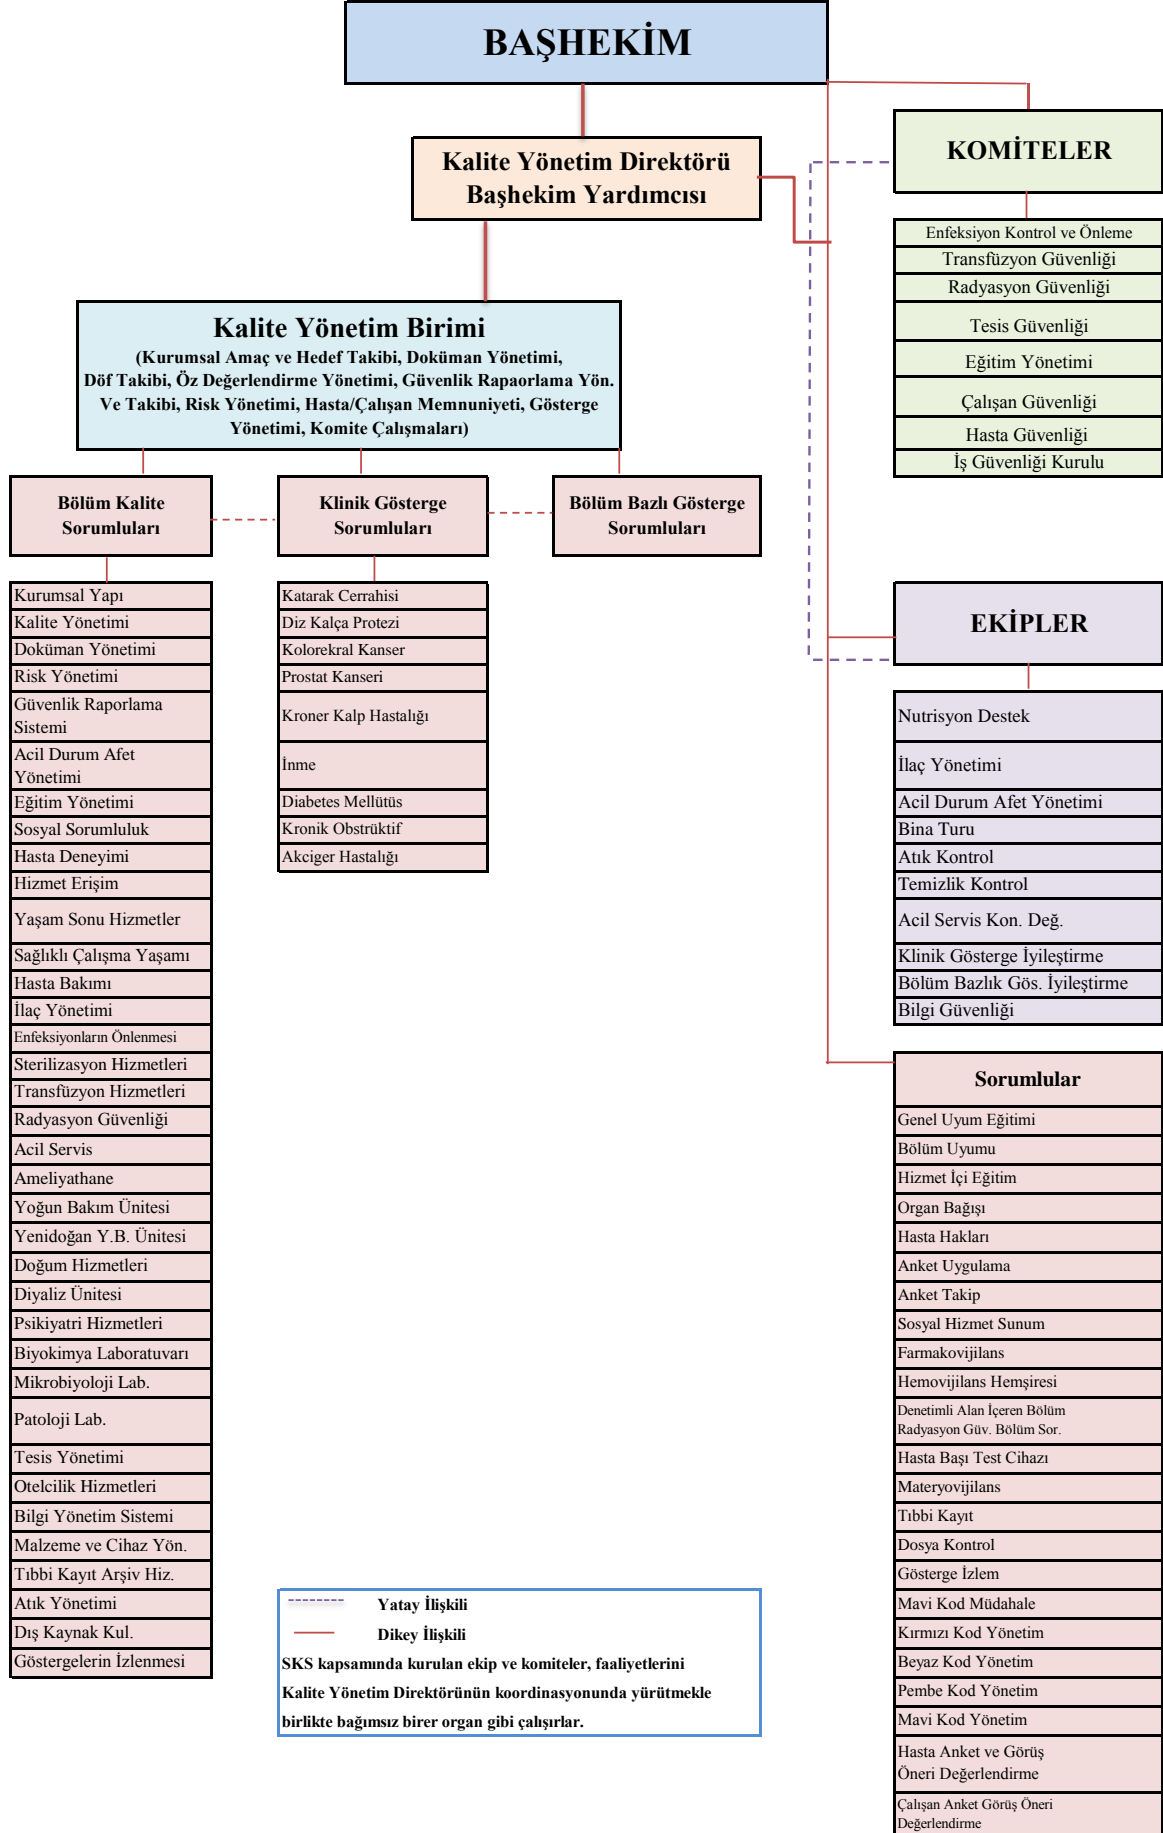 BAŞHEKİM
Kalite Yönetim Direktörü
Başhekim Yardımcısı
KOMİTELER
Enfeksiyon Kontrol ve Önleme
Transfüzyon Güvenliği
Radyasyon Güvenliği
Tesis Güvenliği
Eğitim Yönetimi
Çalışan Güvenliği
Hasta Güvenliği
İş Güvenliği Kurulu
Kalite Yönetim Birimi
(Kurumsal Amaç ve Hedef Takibi, Doküman Yönetimi,
Döf Takibi, Öz Değerlendirme Yönetimi, Güvenlik Rapaorlama Yön.
Ve Takibi, Risk Yönetimi, Hasta/Çalışan Memnuniyeti, Gösterge
Yönetimi, Komite Çalışmaları)
Bölüm Kalite
Sorumluları
Klinik Gösterge
Sorumluları
Bölüm Bazlı Gösterge
Sorumluları
Kurumsal Yapı
Kalite Yönetimi
Doküman Yönetimi
Risk Yönetimi
Güvenlik Raporlama
Sistemi
Acil Durum Afet
Yönetimi
Eğitim Yönetimi
Sosyal Sorumluluk
Hasta Deneyimi
Hizmet Erişim
Yaşam Sonu Hizmetler
Sağlıklı Çalışma Yaşamı
Hasta Bakımı
İlaç Yönetimi
Enfeksiyonların Önlenmesi
Sterilizasyon Hizmetleri
Transfüzyon Hizmetleri
Radyasyon Güvenliği
Acil Servis
Ameliyathane
Yoğun Bakım Ünitesi
Yenidoğan Y.B. Ünitesi
Doğum Hizmetleri
Diyaliz Ünitesi
Psikiyatri Hizmetleri
Biyokimya Laboratuvarı
Mikrobiyoloji Lab.
Patoloji Lab.
Tesis Yönetimi
Otelcilik Hizmetleri
Bilgi Yönetim Sistemi
Malzeme ve Cihaz Yön.
Tıbbi Kayıt Arşiv Hiz.
Atık Yönetimi
Dış Kaynak Kul.
Göstergelerin İzlenmesi
Katarak Cerrahisi
Diz Kalça Protezi
Kolorekral Kanser
Prostat Kanseri
Kroner Kalp Hastalığı
İnme
Diabetes Mellütüs
Kronik Obstrüktif
Akciger Hastalığı
EKİPLER
Nutrisyon Destek
İlaç Yönetimi
Acil Durum Afet Yönetimi
Bina Turu
Atık Kontrol
Temizlik Kontrol
Acil Servis Kon. Değ.
Klinik Gösterge İyileştirme
Bölüm Bazlık Gös. İyileştirme
Bilgi Güvenliği
Sorumlular
Genel Uyum Eğitimi
Bölüm Uyumu
Hizmet İçi Eğitim
Organ Bağışı
Hasta Hakları
Anket Uygulama
Anket Takip
Sosyal Hizmet Sunum
Farmakovijilans
Hemovijilans Hemşiresi
Denetimli Alan İçeren Bölüm
Radyasyon Güv. Bölüm Sor.
Hasta Başı Test Cihazı
Materyovijilans
Tıbbi Kayıt
Dosya Kontrol
Gösterge İzlem
Mavi Kod Müdahale
Kırmızı Kod Yönetim
Beyaz Kod Yönetim
Pembe Kod Yönetim
Mavi Kod Yönetim
Hasta Anket ve Görüş
Öneri Değerlendirme
Çalışan Anket Görüş Öneri
Değerlendirme
Yatay İlişkili
Dikey İlişkili
SKS kapsamında kurulan ekip ve komiteler, faaliyetlerini
Kalite Yönetim Direktörünün koordinasyonunda yürütmekle
birlikte bağımsız birer organ gibi çalışırlar.